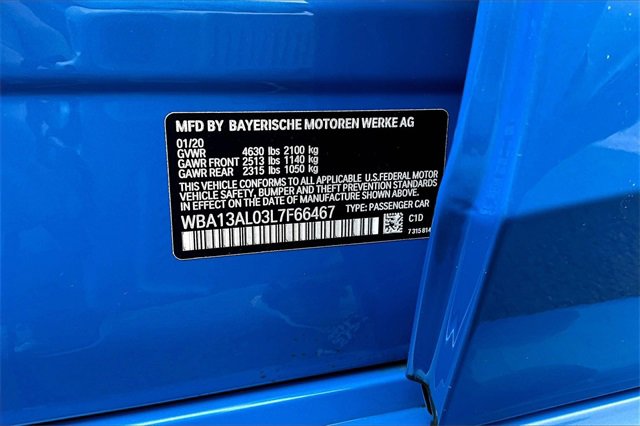 MFD BY BAYERISCHE MOTOREN WERKE AG
01/20
GVWR 4630 lbs 2100 kg
GAWR FRONT 2513 lbs 1140 kg
GAWR REAR 2315 lbs 1050 kg
THIS VEHICLE CONFORMS TO ALL APPLICABLE U.S.FEDERAL MOTOR
VEHICLE SAFETY, BUMPER AND THEFT PREVENTION STANDARDS
IN EFFECT ON THE DATE OF MANUFACTURE SHOWN ABOVE.
WBA13AL03L7F66467 TYPE: PASSENGER CAR
C1D
7 315 814